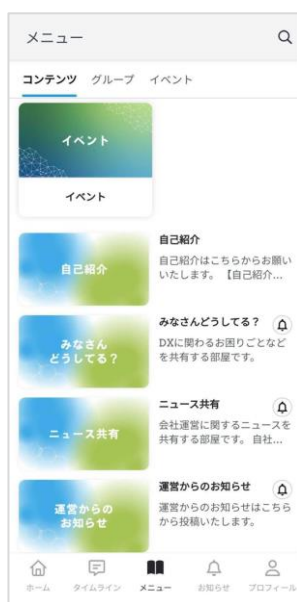 メニュー
コンテンツ グループ イベント
イベント
イベント
自己紹介
自己紹介
自己紹介はこちらからお願い
いたします。【自己紹介...
みなさん
どうしてる？
みなさんどうしてる？
DXに関わるお困りごとなど
を共有する部屋です。
ニュース共有
ニュース共有
会社運営に関するニュースを
共有する部屋です。 自社...
運営からの
お知らせ
運営からのお知らせ
運営からのお知らせはこちら
から投稿いたします。
ホーム タイムライン メニュー お知らせ プロフィール